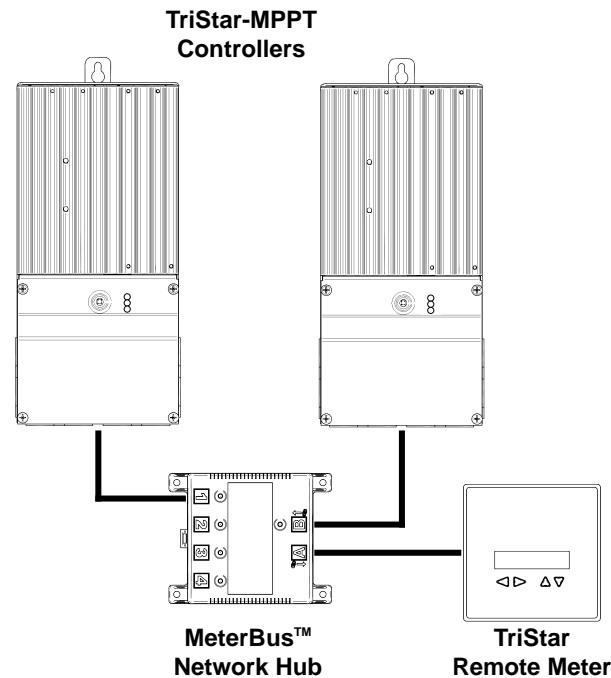 TriStar-MPPT
Controllers
1
2
3
4
B
A
MeterBus™
Network Hub
TriStar
Remote Meter